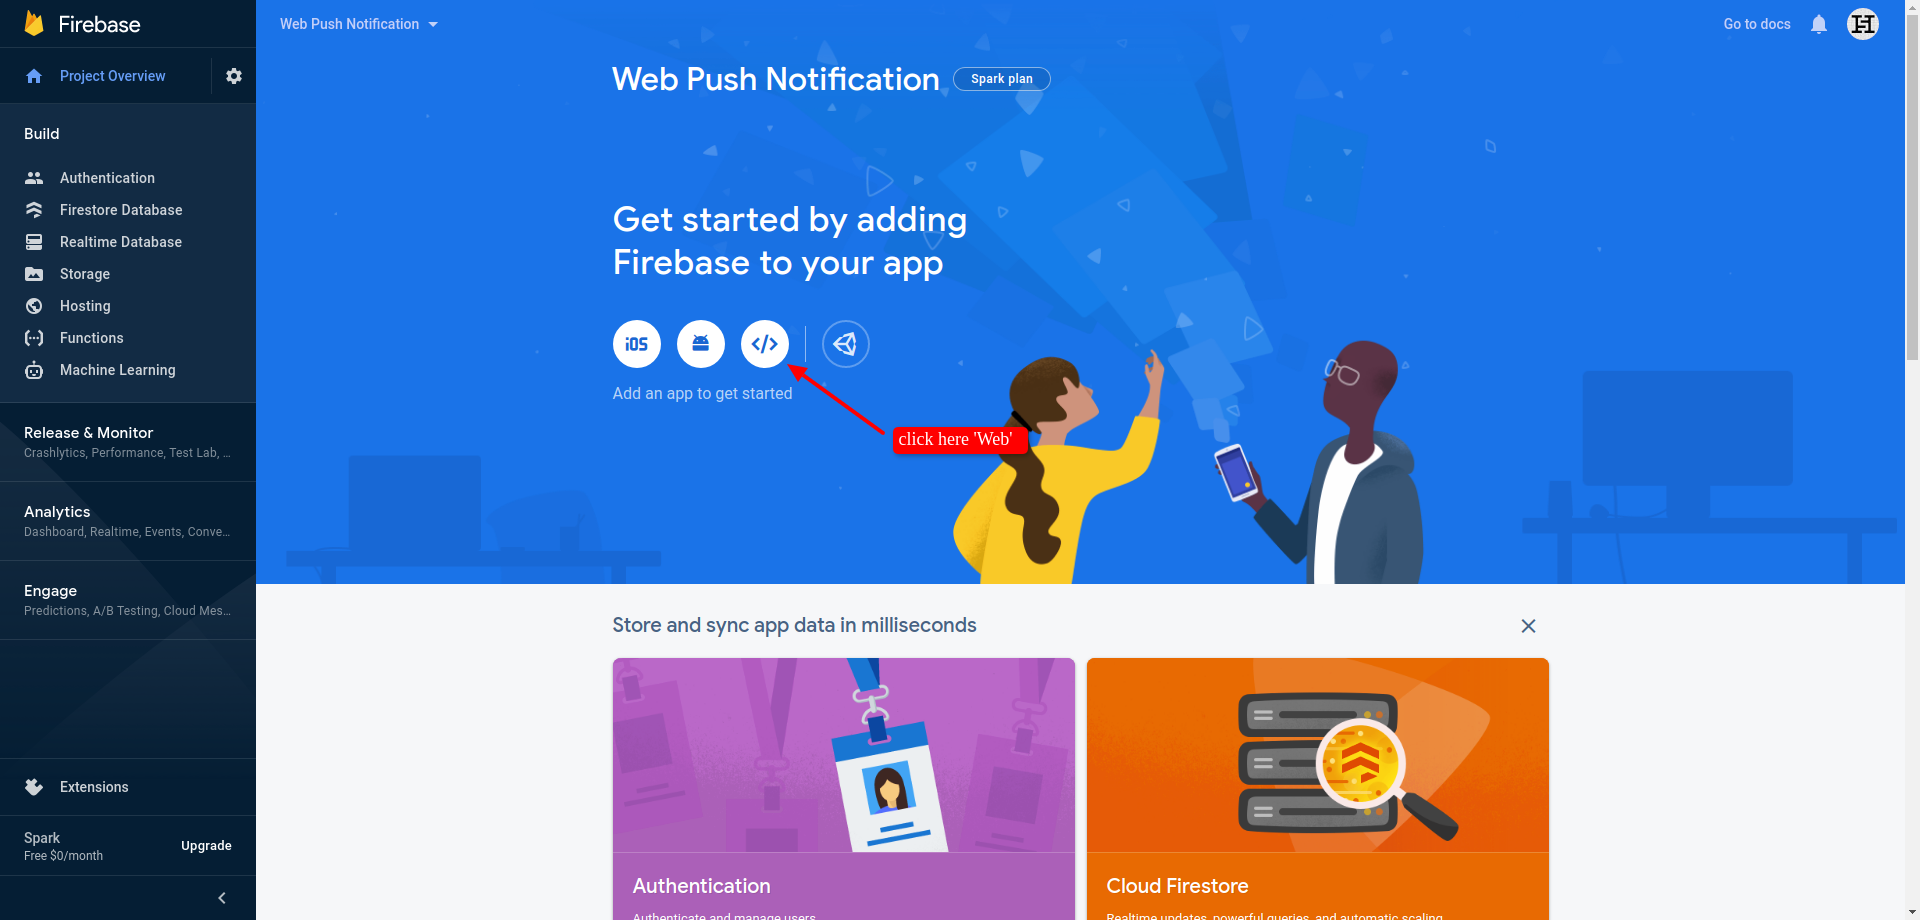 Firebase
Project Overview
Build
Authentication
Firestore Database
Realtime Database
Storage
Hosting
Functions
Machine Learning
Release & Monitor
Crashlytics, Performance, Test Lab, ...
Analytics
Dashboard, Realtime, Events, Conve...
Engage
Predictions, A/B Testing, Cloud Mes...
Extensions
Spark
Free $0/month
Upgrade
Web Push Notification
Go to docs
Web Push Notification
Spark plan
Get started by adding
Firebase to your app
iOS
Add an app to get started
click here 'Web'
Store and sync app data in milliseconds
Authentication
Authenticate and manage users
Cloud Firestore
Realtime updates, powerful queries, and automatic scaling